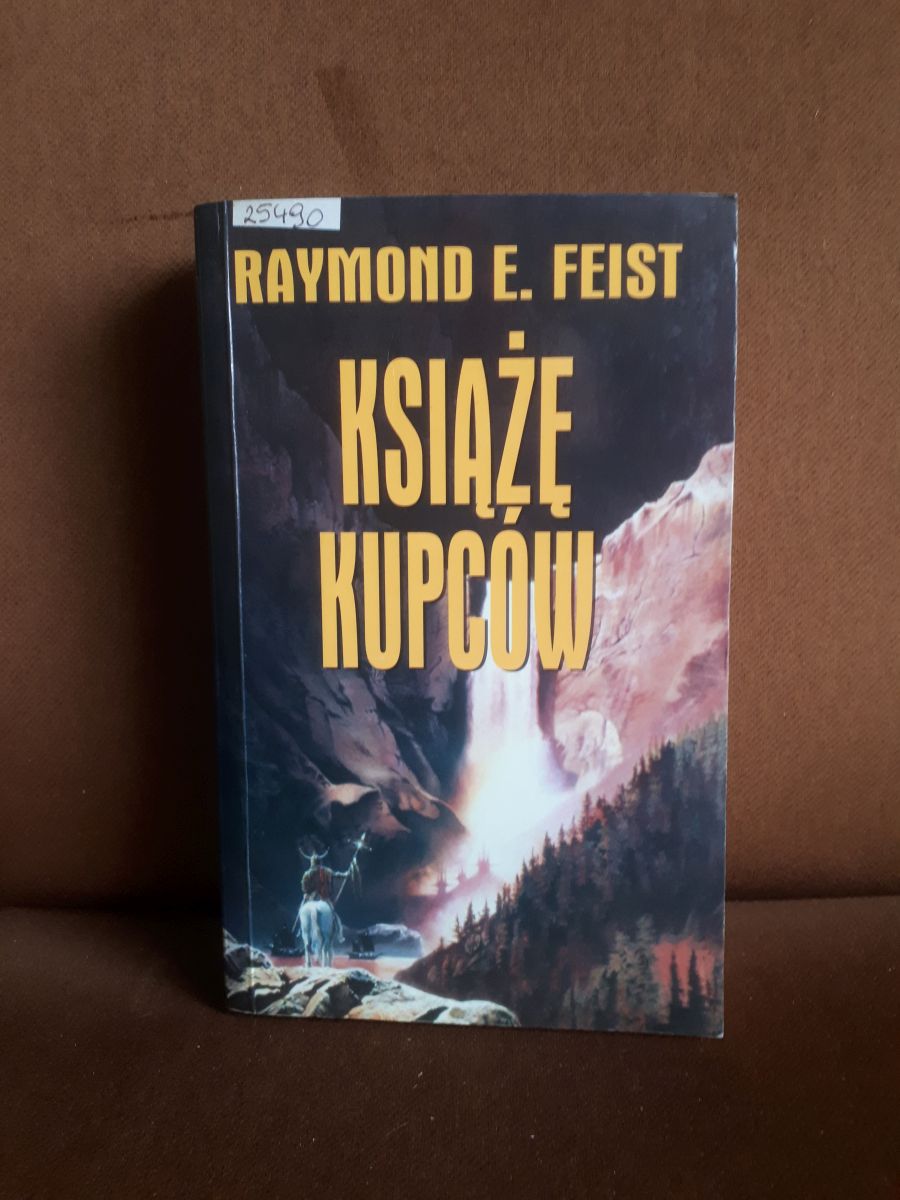 25490
RAYMOND E. FEIST
KSIĄŻĘ
KUPCÓW